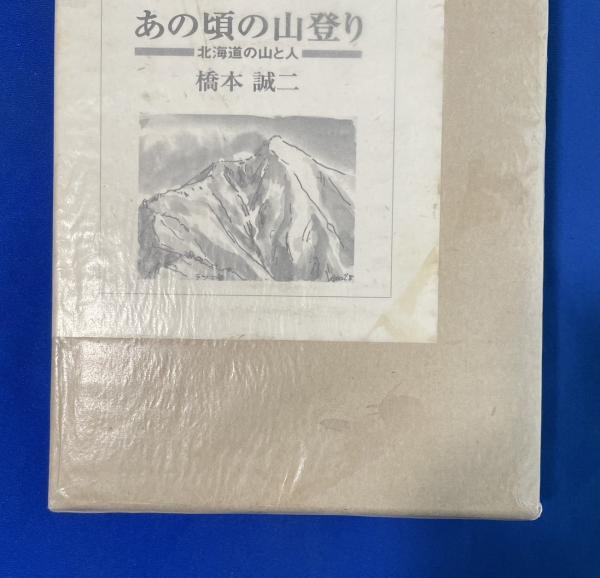 あの頃の山登り
北海道の山と人
橋本 誠二